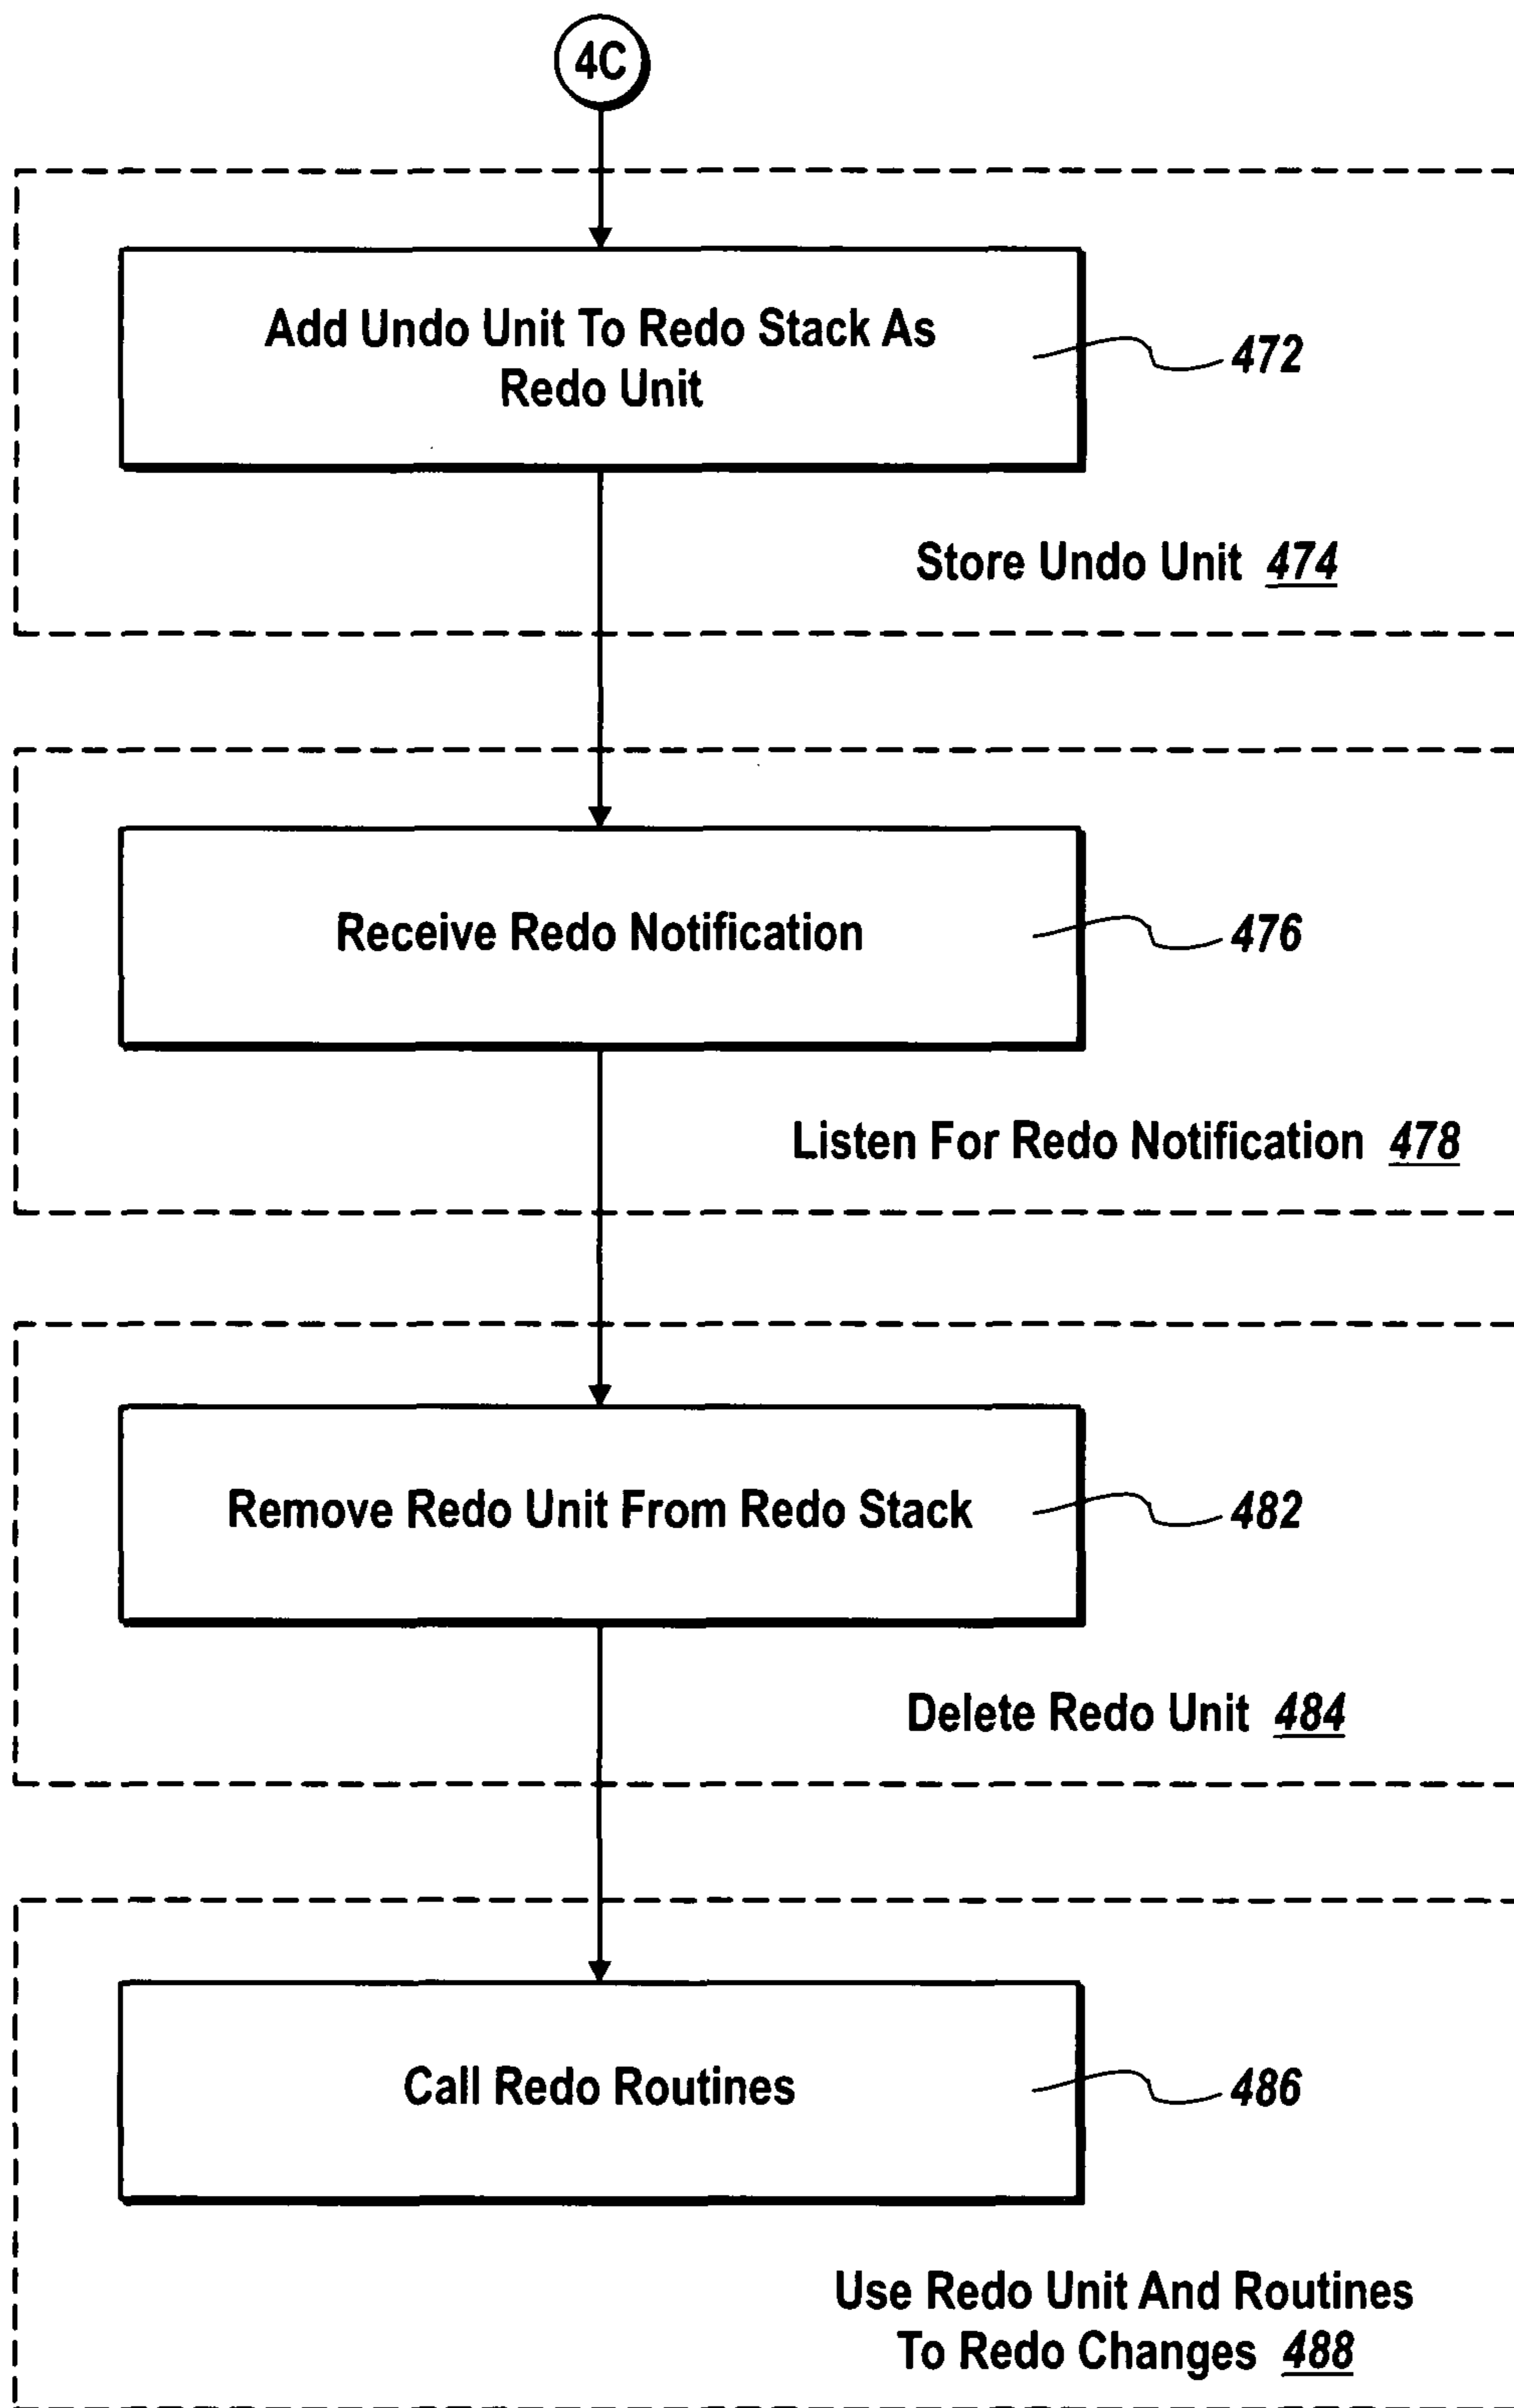 4C
Add Undo Unit To Redo Stack As
Redo Unit
472
Store Undo Unit 474
Receive Redo Notification
476
Listen For Redo Notification 478
Remove Redo Unit From Redo Stack
482
Delete Redo Unit 484
Call Redo Routines
486
Use Redo Unit And Routines
To Redo Changes 488